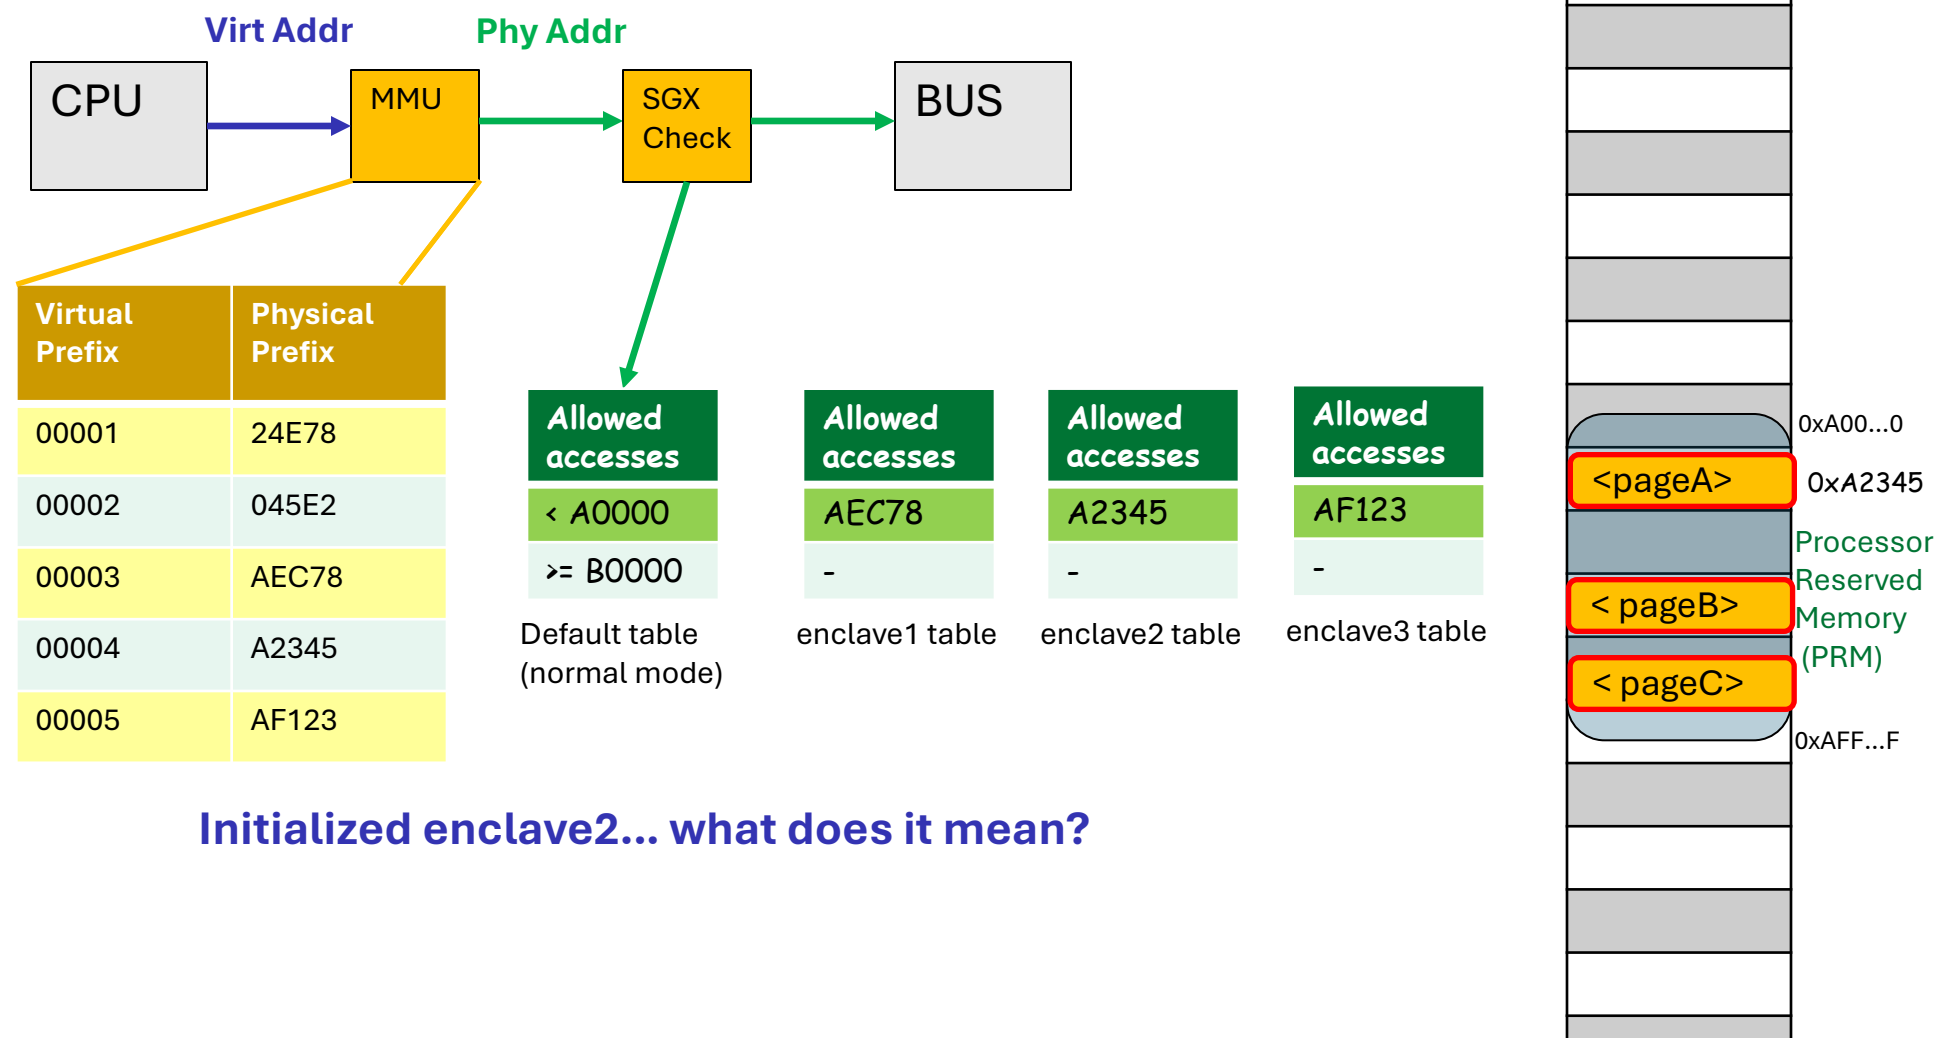 Virt Addr
Phy Addr
CPU
MMU
SGX
Check
BUS
Virtual
Prefix
Physical
Prefix
00001
24E78
00002
045E2
00003
AEC78
00004
A2345
00005
AF123
Allowed
accesses
< A0000
>= B0000
Default table
(normal mode)
Allowed
accesses
AEC78
-
enclave1 table
Allowed
accesses
A2345
-
enclave2 table
Allowed
accesses
AF123
-
enclave3 table
0xA00...0
<pageA>
0xA2345
Processor
Reserved
Memory
(PRM)
< pageB>
< pageC>
0xAFF...F
Initialized enclave2... what does it mean?